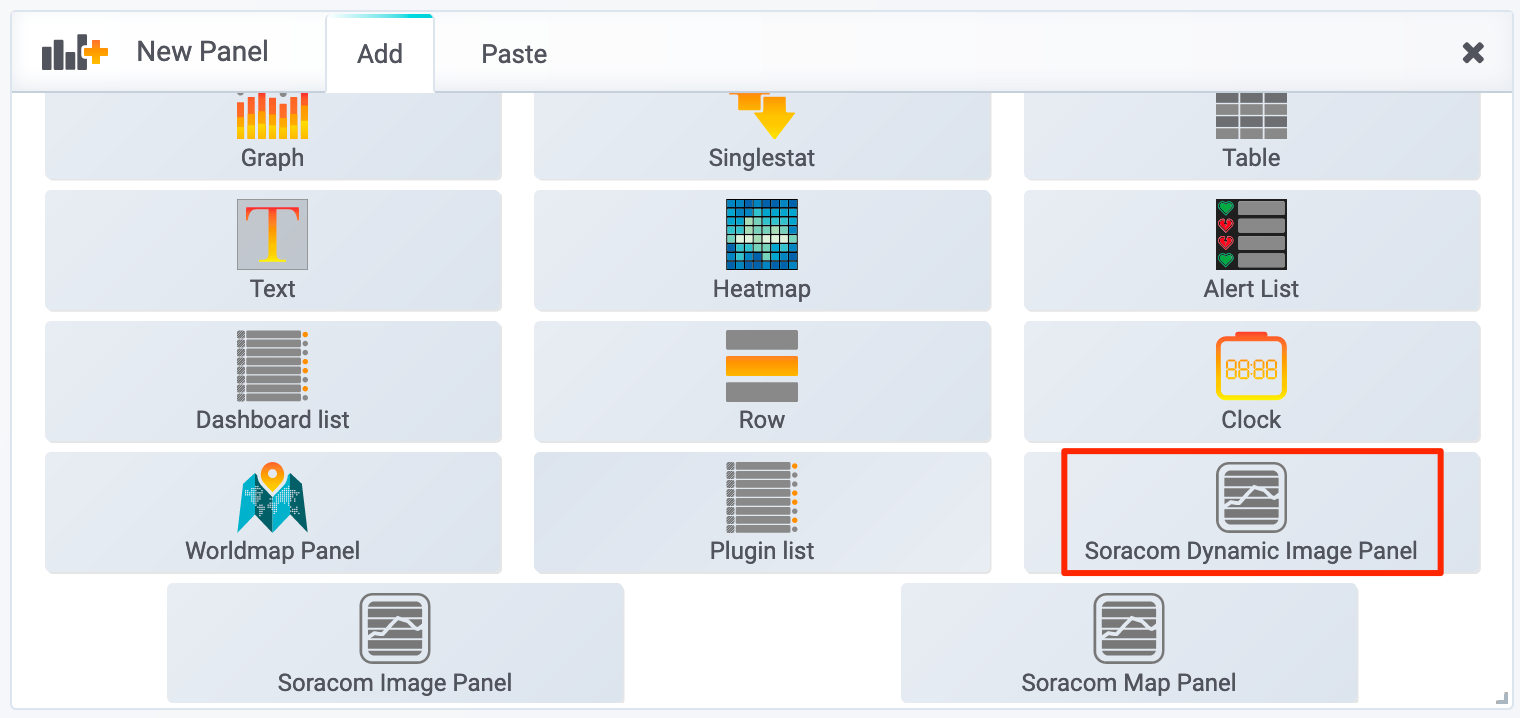 New Panel
Add
Paste
Graph
Singlestat
Table
T
Text
Heatmap
Alert List
88:88
Dashboard list
Row
Clock
Worldmap Panel
Plugin list
Soracom Dynamic Image Panel
Soracom Image Panel
Soracom Map Panel